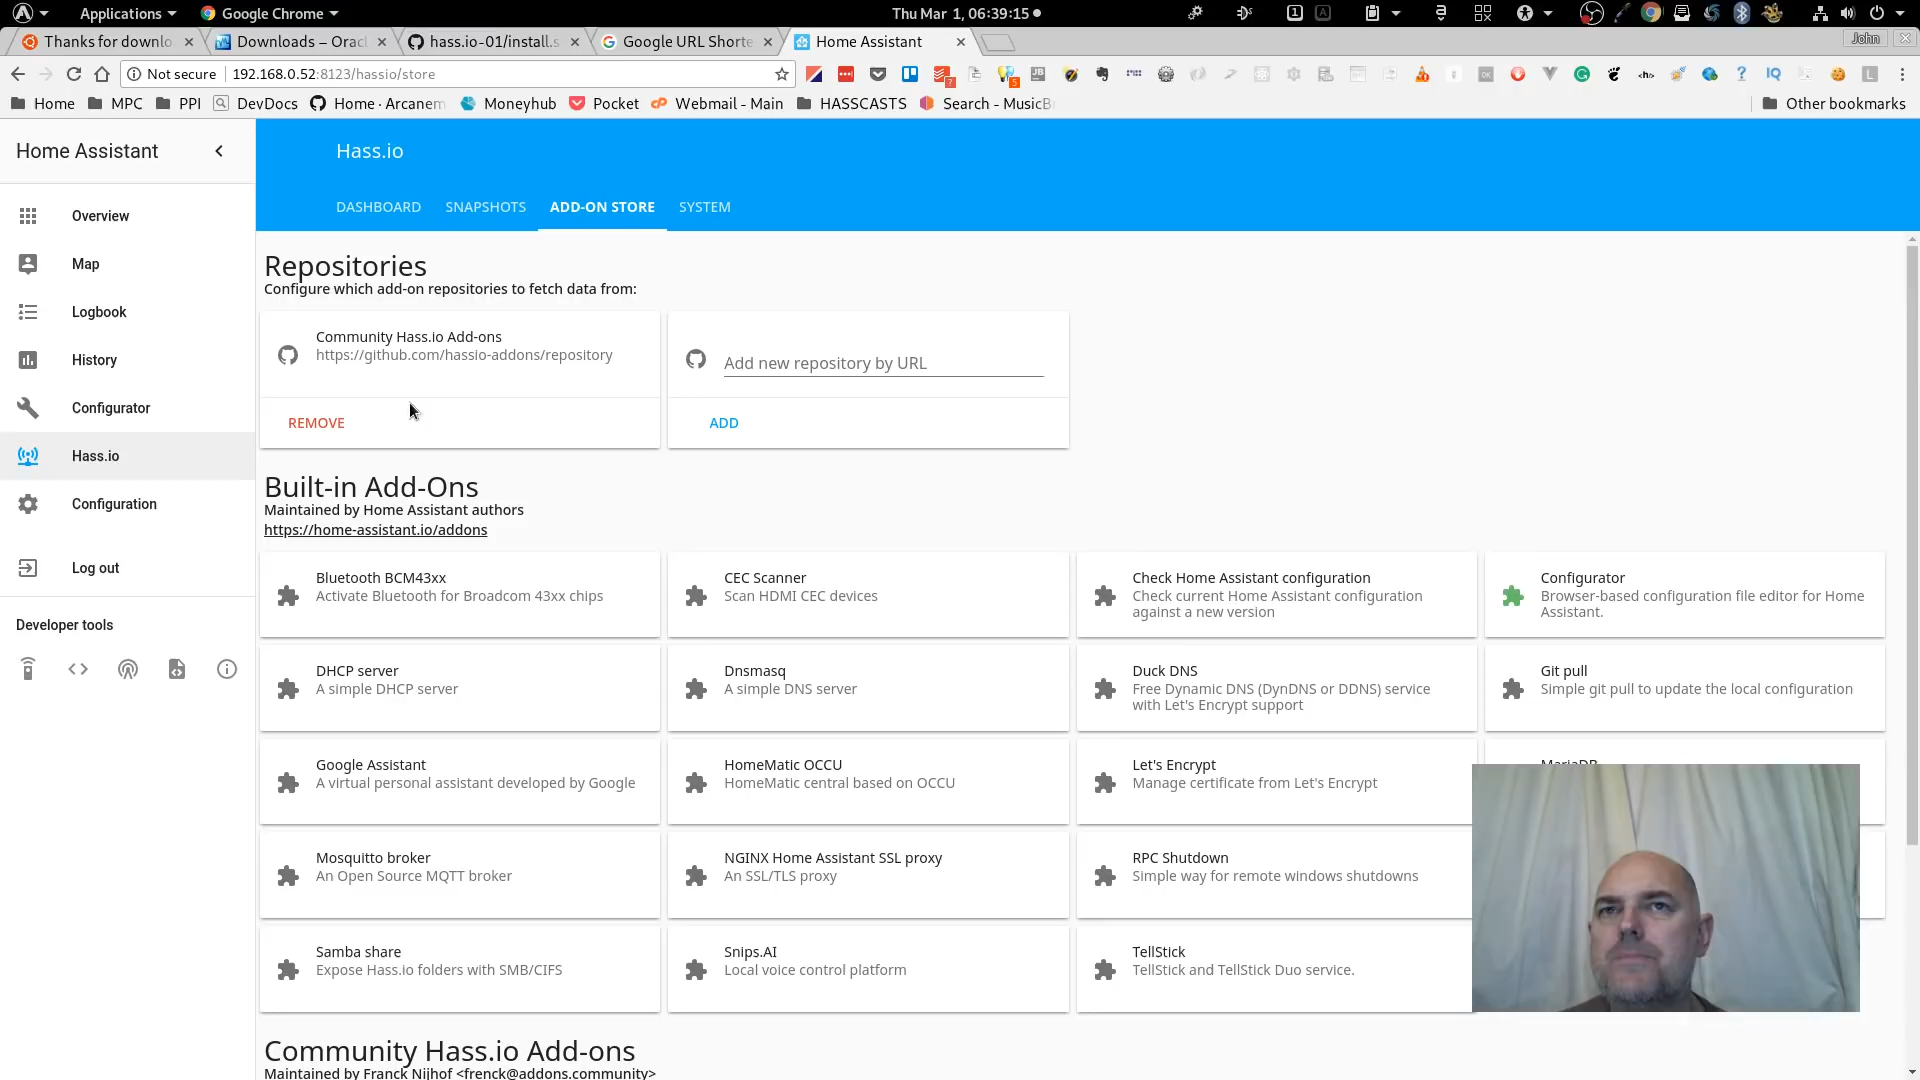 Applications
Google Chrome
Thu Mar 1, 06:39:15
1
A
Thanks for downlo
Downloads – Oracl
hass.io-01/install.s
Google URL Shorte
Home Assistant
John
Not secure
192.168.0.52:8123/hassio/store
Home
MPC
PPI
DevDocs
Home · Arcanem
Moneyhub
Pocket
Webmail - Main
HASSCASTS
Search - MusicBr
Other bookmarks
Home Assistant
Overview
Map
Logbook
History
Configurator
Hass.io
Configuration
Log out
Developer tools
Hass.io
DASHBOARD
SNAPSHOTS
ADD-ON STORE
SYSTEM
Repositories
Configure which add-on repositories to fetch data from:
Community Hass.io Add-ons
https://github.com/hassio-addons/repository
REMOVE
Add new repository by URL
ADD
Built-in Add-Ons
Maintained by Home Assistant authors
https://home-assistant.io/addons
Bluetooth BCM43xx
Activate Bluetooth for Broadcom 43xx chips
CEC Scanner
Scan HDMI CEC devices
Check Home Assistant configuration
Check current Home Assistant configuration
against a new version
Configurator
Browser-based configuration file editor for Home
Assistant.
DHCP server
A simple DHCP server
Dnsmasq
A simple DNS server
Duck DNS
Free Dynamic DNS (DynDNS or DDNS) service
with Let's Encrypt support
Git pull
Simple git pull to update the local configuration
Google Assistant
A virtual personal assistant developed by Google
HomeMatic OCCU
HomeMatic central based on OCCU
Let's Encrypt
Manage certificate from Let's Encrypt
MariaDB
Mosquitto broker
An Open Source MQTT broker
NGINX Home Assistant SSL proxy
An SSL/TLS proxy
RPC Shutdown
Simple way for remote windows shutdowns
Samba share
Expose Hass.io folders with SMB/CIFS
Snips.AI
Local voice control platform
TellStick
TellStick and TellStick Duo service.
Community Hass.io Add-ons
Maintained by Franck Nijhof <frenck@addons.community>